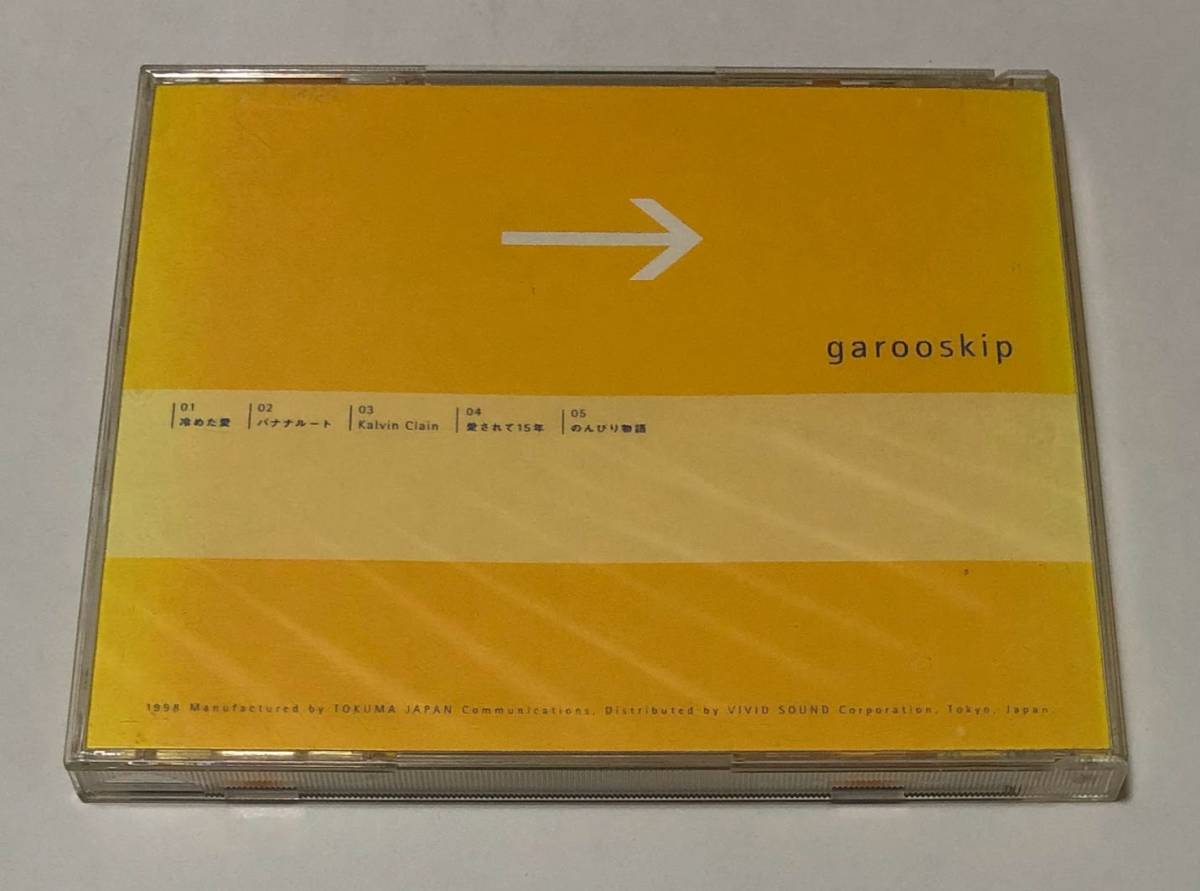 garooskip
01
冷めた愛
02
バナナルート
03
Kalvin Clain
04
愛されて15年
05
のんびり物語
1998 Manufactured by TOKUMA JAPAN Communications, Distributed by VIVID SOUND Corporation, Tokyo, Japan.